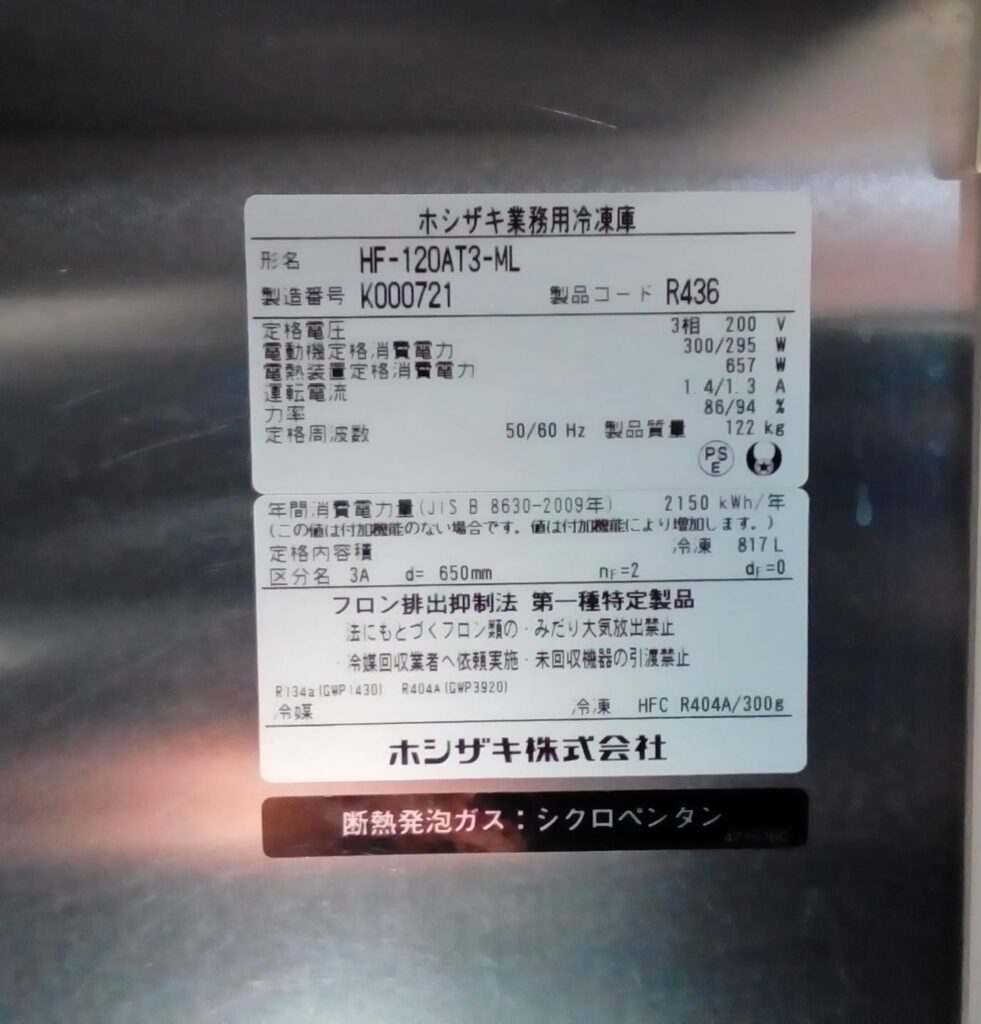 ホシザキ業務用冷凍庫
形名 HF-120AT3-ML
製造番号 K000721 製品コード R436
定格電圧 3相 200 V
電動機定格消費電力 300/295 W
電熱装置定格消費電力 657 W
運転電流 1.4/1.3 A
力率 86/94 %
定格周波数 50/60 Hz 製品質量 122 kg
PS
E
年間消費電力量(JIS B 8630-2009年) 2150 kWh/年
(この値は付加機能のない場合です。値は付加機能により増加します。)
定格内容積 冷凍 817L
区分名 3A d= 650mm nF=2 dF=0
フロン排出抑制法 第一種特定製品
法にもとづくフロン類の・みだり大気放出禁止
・冷媒回収業者へ依頼実施・未回収機器の引渡禁止
R134a(GWP1430) R404A(GWP3920)
冷媒 冷凍 HFC R404A/300g
ホシザキ株式会社
断熱発泡ガス：シクロペンタン